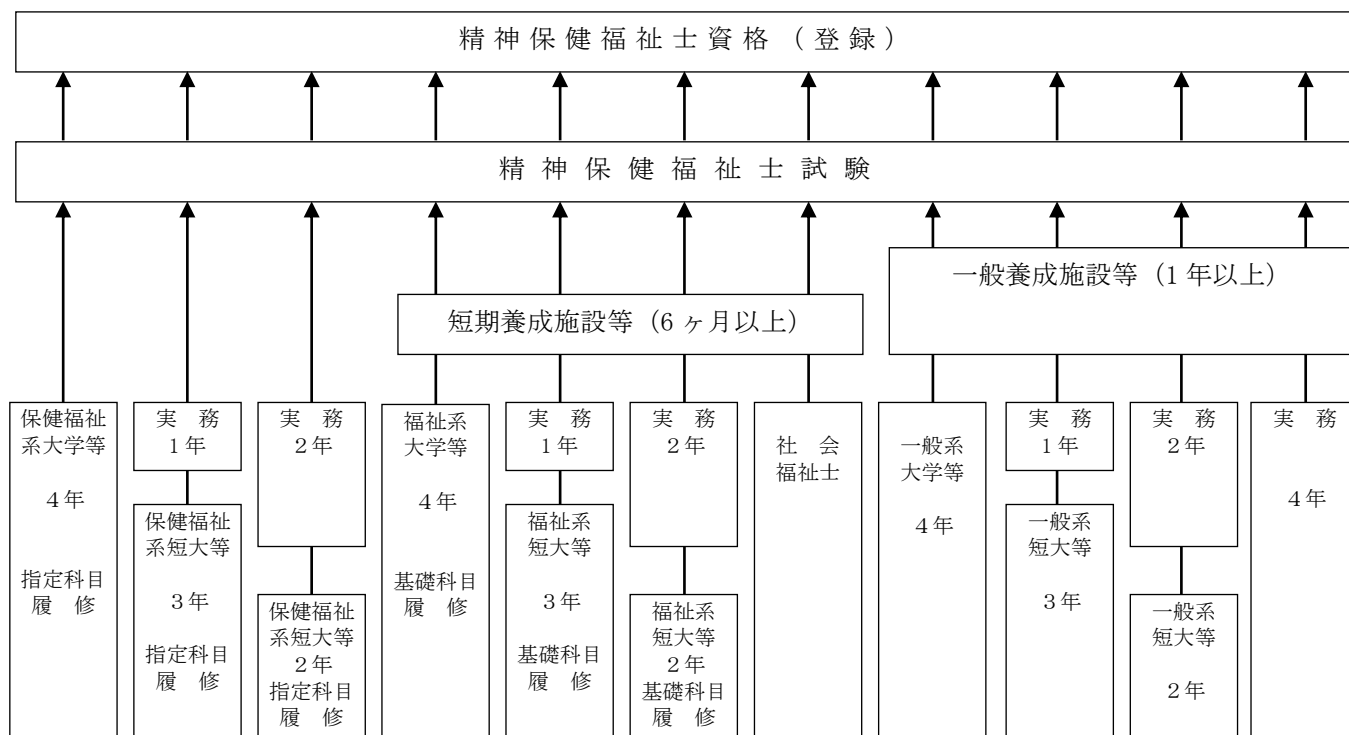 精神保健福祉士資格(登録)
精神保健福祉士試験
一般養成施設等(1年以上)
短期養成施設等(6ヶ月以上)
保健福祉
系大学等
4年
指定科目
履 修
実 務
1年
保健福祉
系短大等
3年
指定科目
履 修
実 務
2年
保健福祉
系短大等
2年
指定科目
履 修
福祉系
大学等
4年
基礎科目
履 修
実 務
1年
福祉系
短大等
3年
基礎科目
履 修
実 務
2年
福祉系
短大等
2年
基礎科目
履 修
社 会
福祉士
一般系
大学等
4年
実 務
1年
一般系
短大等
3年
実 務
2年
一般系
短大等
2年
実 務
4年